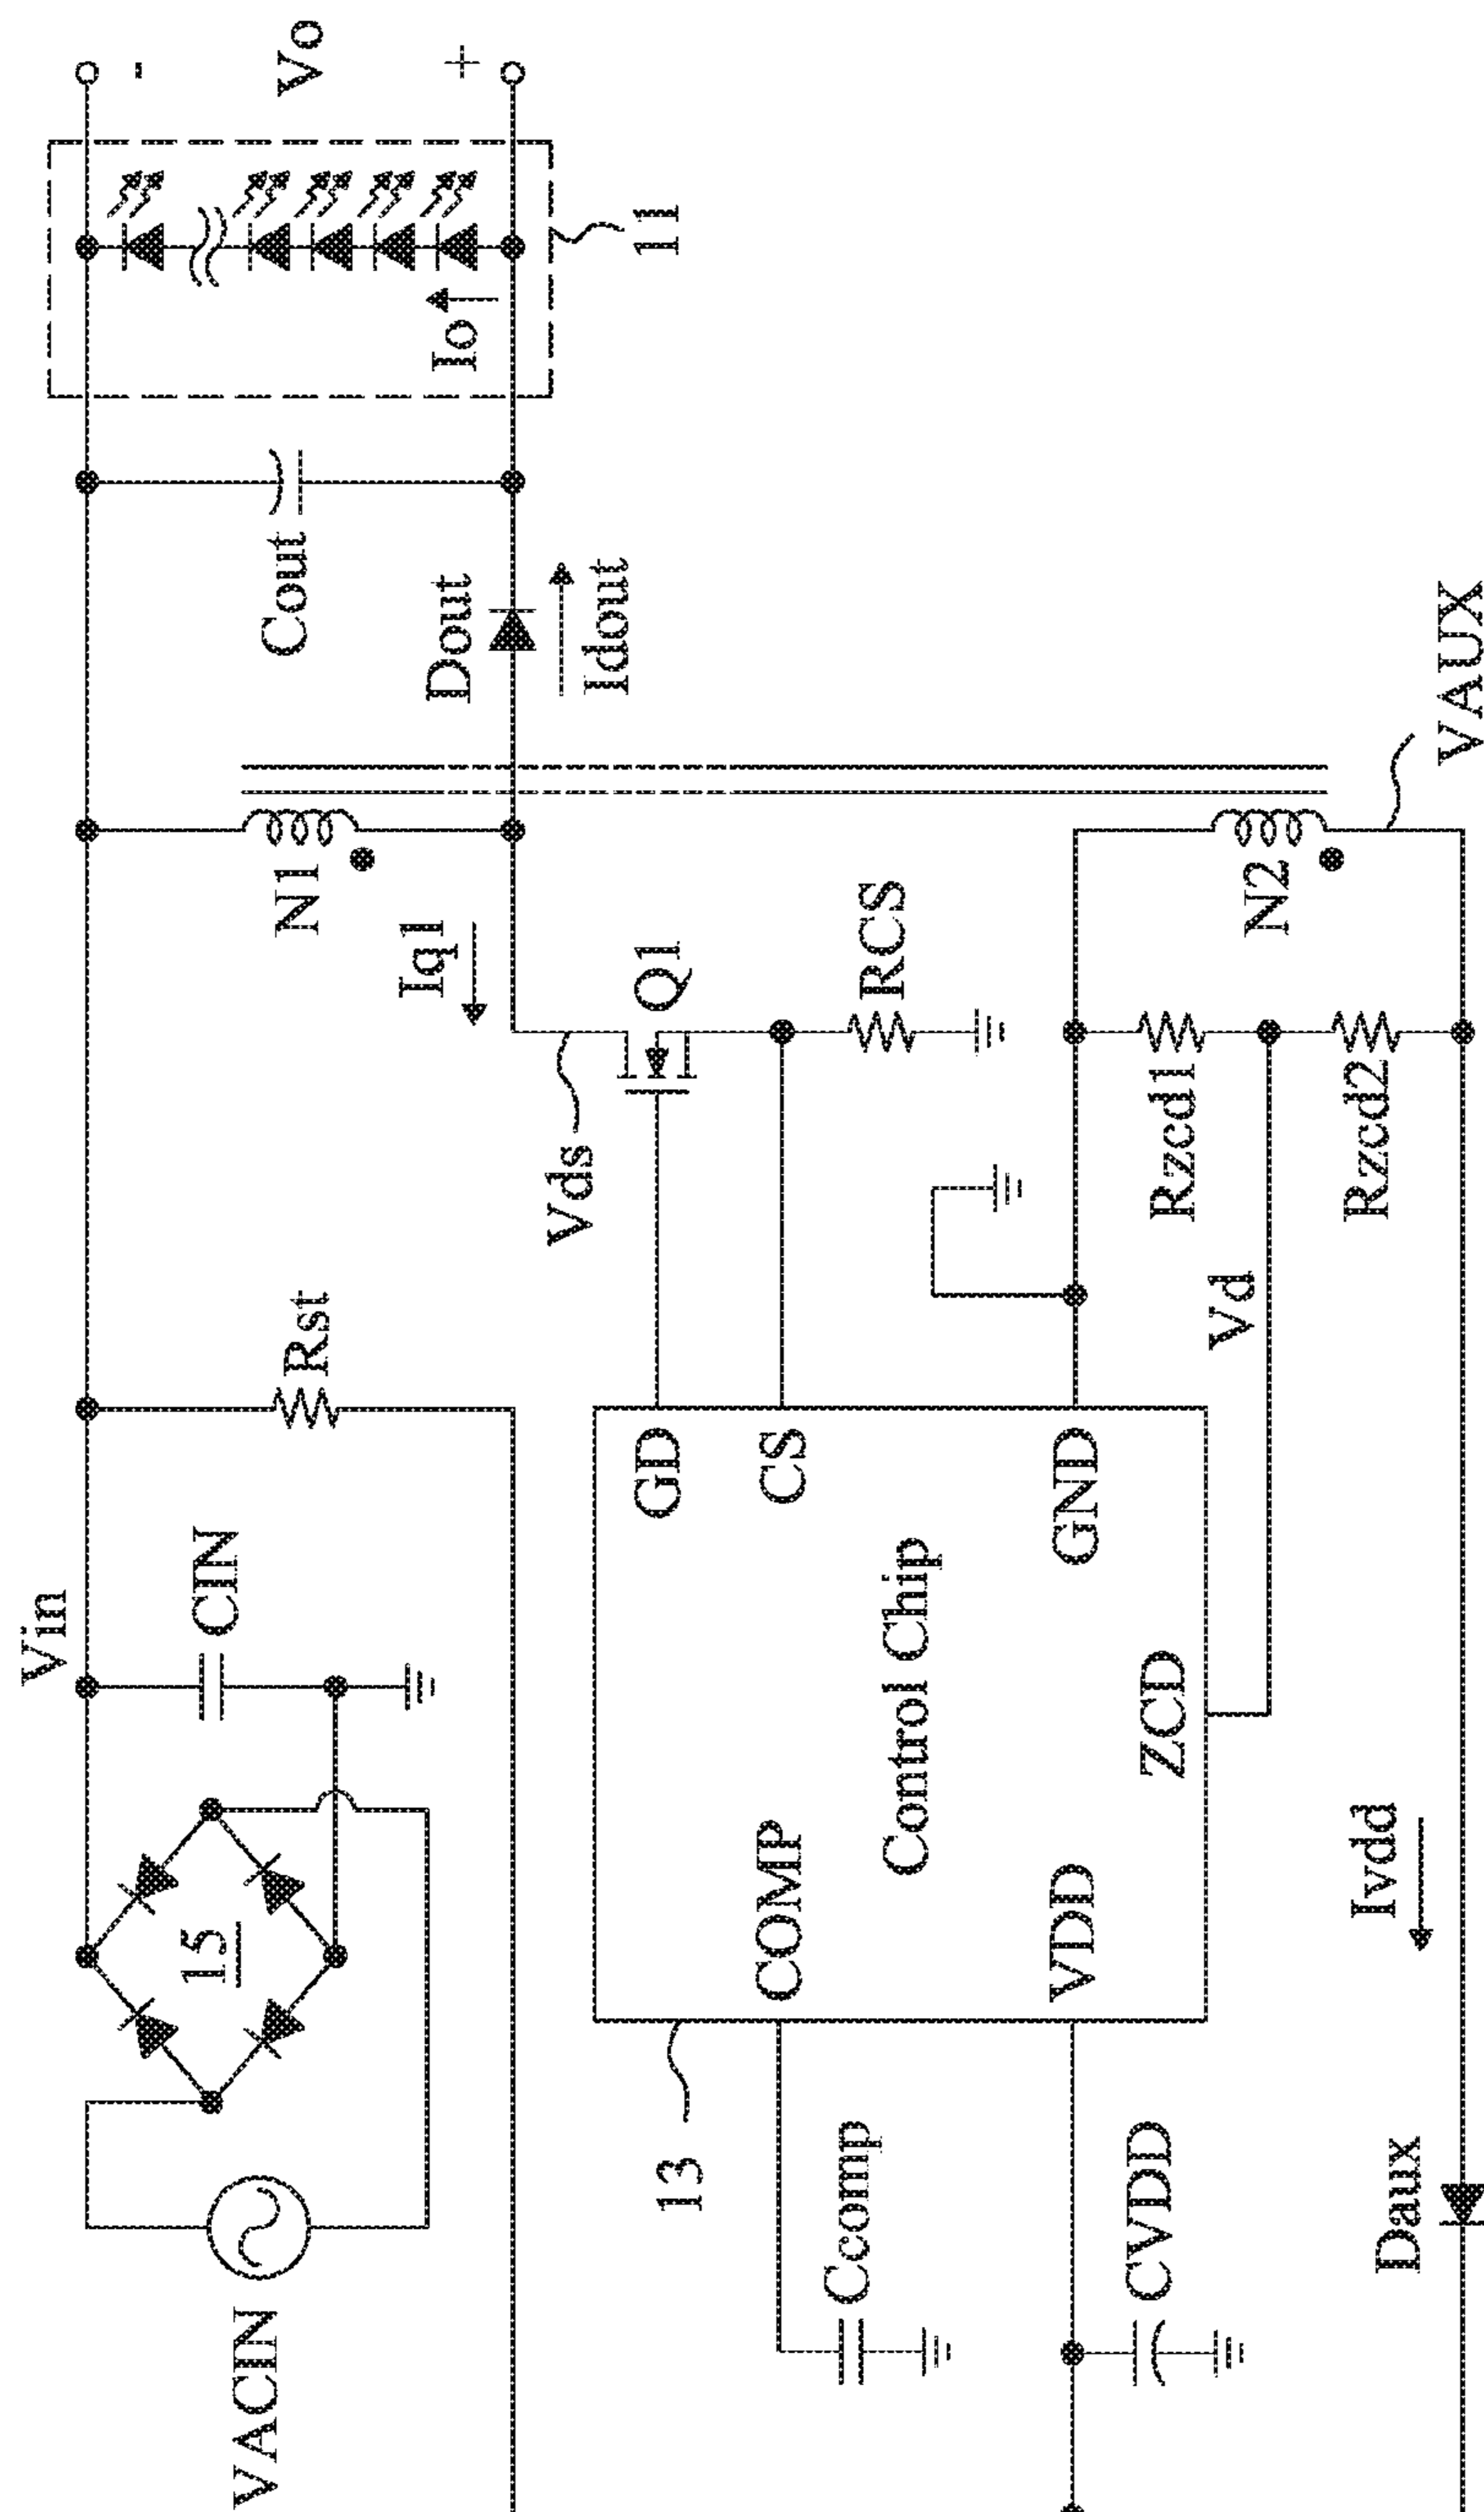 VACIN
15
Vin
CIN
Rst
N1
Iq1
Cout
Dout
Idout
Io
11
-
Vo
+
Vds
Q1
RCS
13
COMP
VDD
Control Chip
GD
CS
GND
ZCD
Ccomp
CVDD
Vd
Rzcd1
Rzcd2
N2
VAUX
Ivdd
Daux